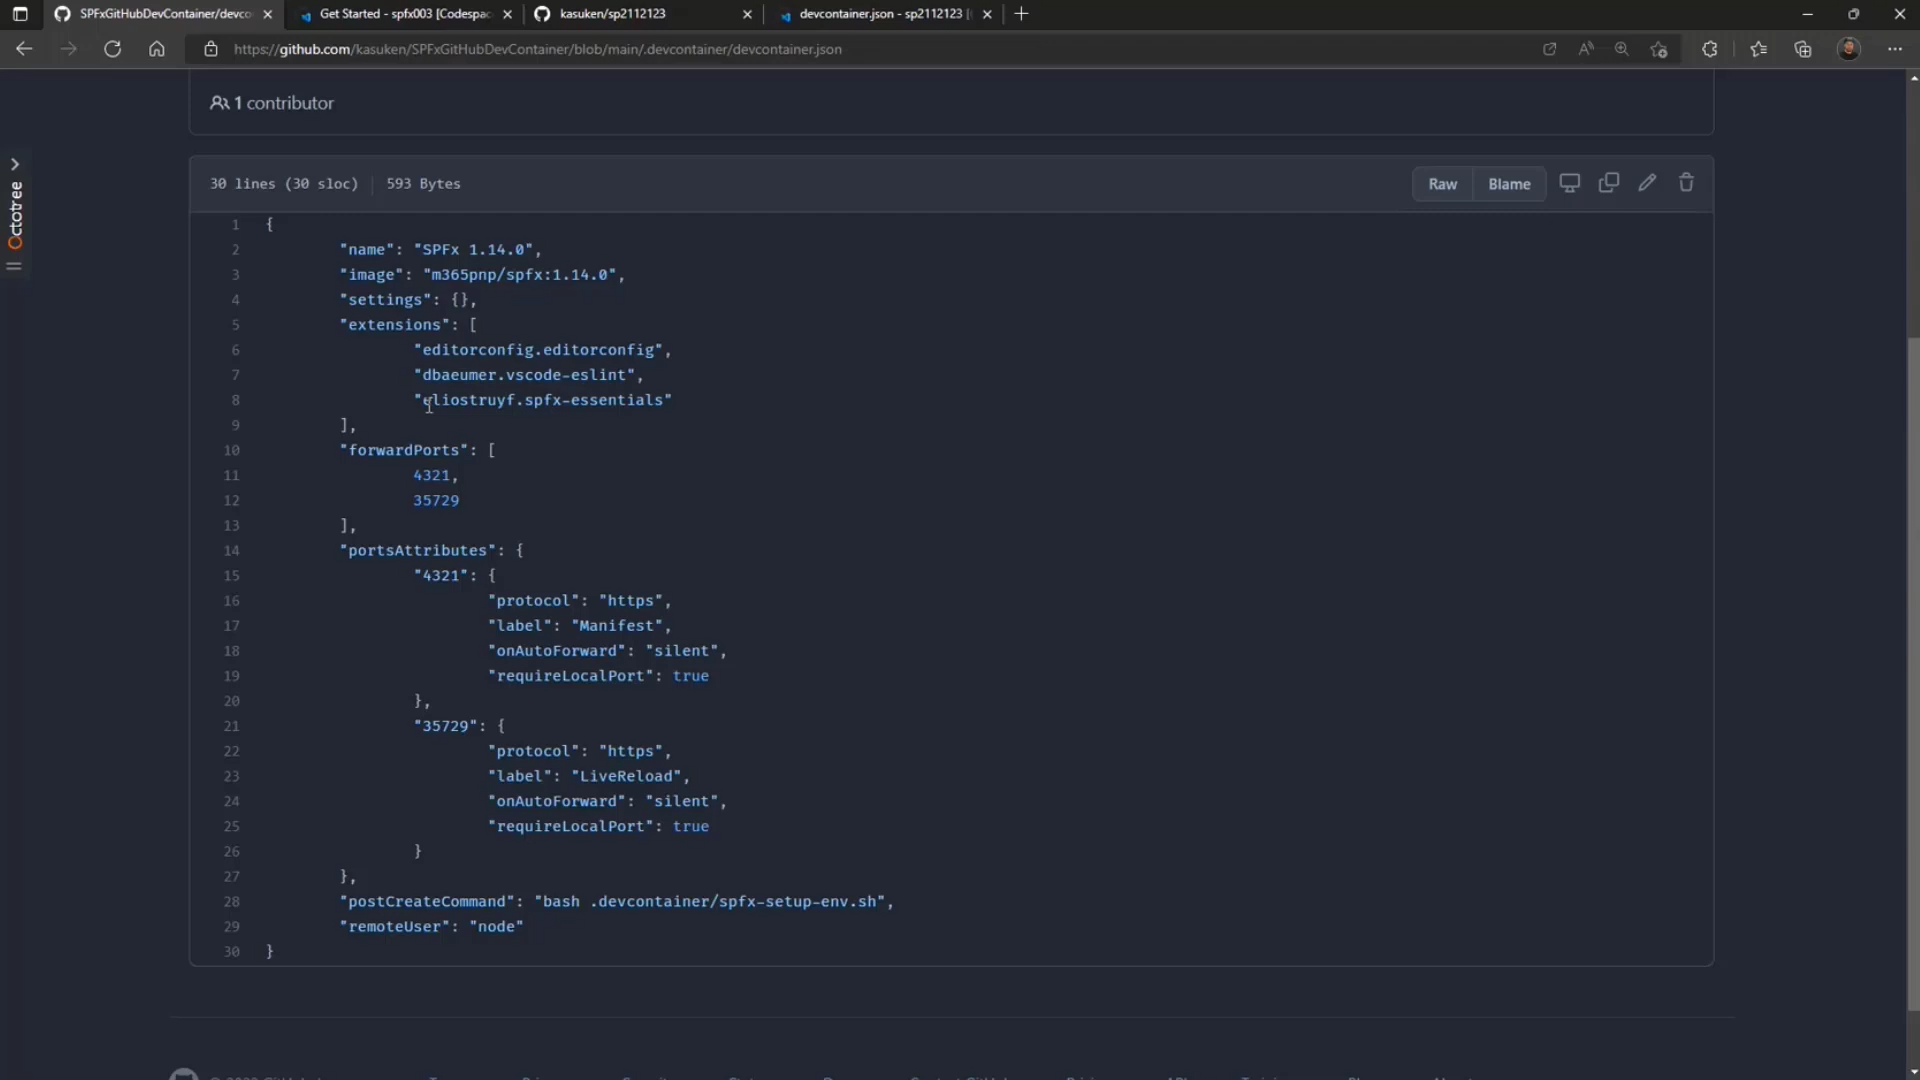 SPFxGitHubDevContainer/devco
Get Started - spfx003 [Codespac
kasuken/sp2112123
devcontainer.json - sp2112123 [
https://github.com/kasuken/SPFxGitHubDevContainer/blob/main/.devcontainer/devcontainer.json
1 contributor
Octotree
30 lines (30 sloc) 593 Bytes
Raw Blame
1 {
2 "name": "SPFx 1.14.0",
3 "image": "m365pnp/spfx:1.14.0",
4 "settings": {},
5 "extensions": [
6 "editorconfig.editorconfig",
7 "dbaeumer.vscode-eslint",
8 "eliostruyf.spfx-essentials"
9 ],
10 "forwardPorts": [
11 4321,
12 35729
13 ],
14 "portsAttributes": {
15 "4321": {
16 "protocol": "https",
17 "label": "Manifest",
18 "onAutoForward": "silent",
19 "requireLocalPort": true
20 },
21 "35729": {
22 "protocol": "https",
23 "label": "LiveReload",
24 "onAutoForward": "silent",
25 "requireLocalPort": true
26 }
27 },
28 "postCreateCommand": "bash .devcontainer/spfx-setup-env.sh",
29 "remoteUser": "node"
30 }